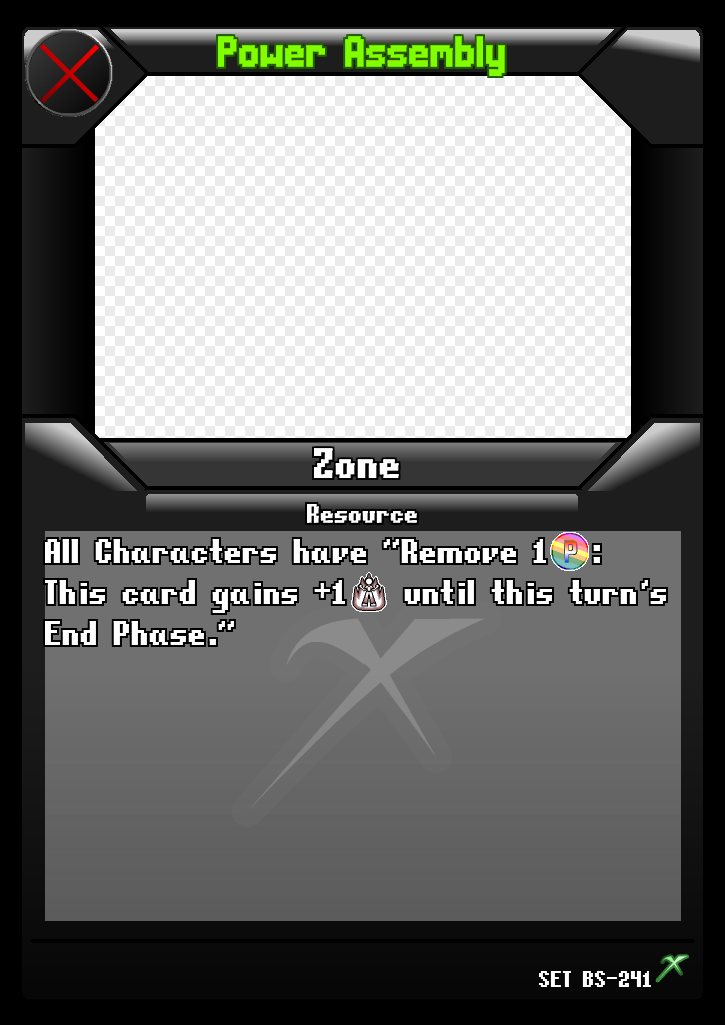 Power Assembly
Zone
Resource
All Characters have "Remove 1 P:
This card gains +1 A until this turn's
End Phase."
SET BS-241